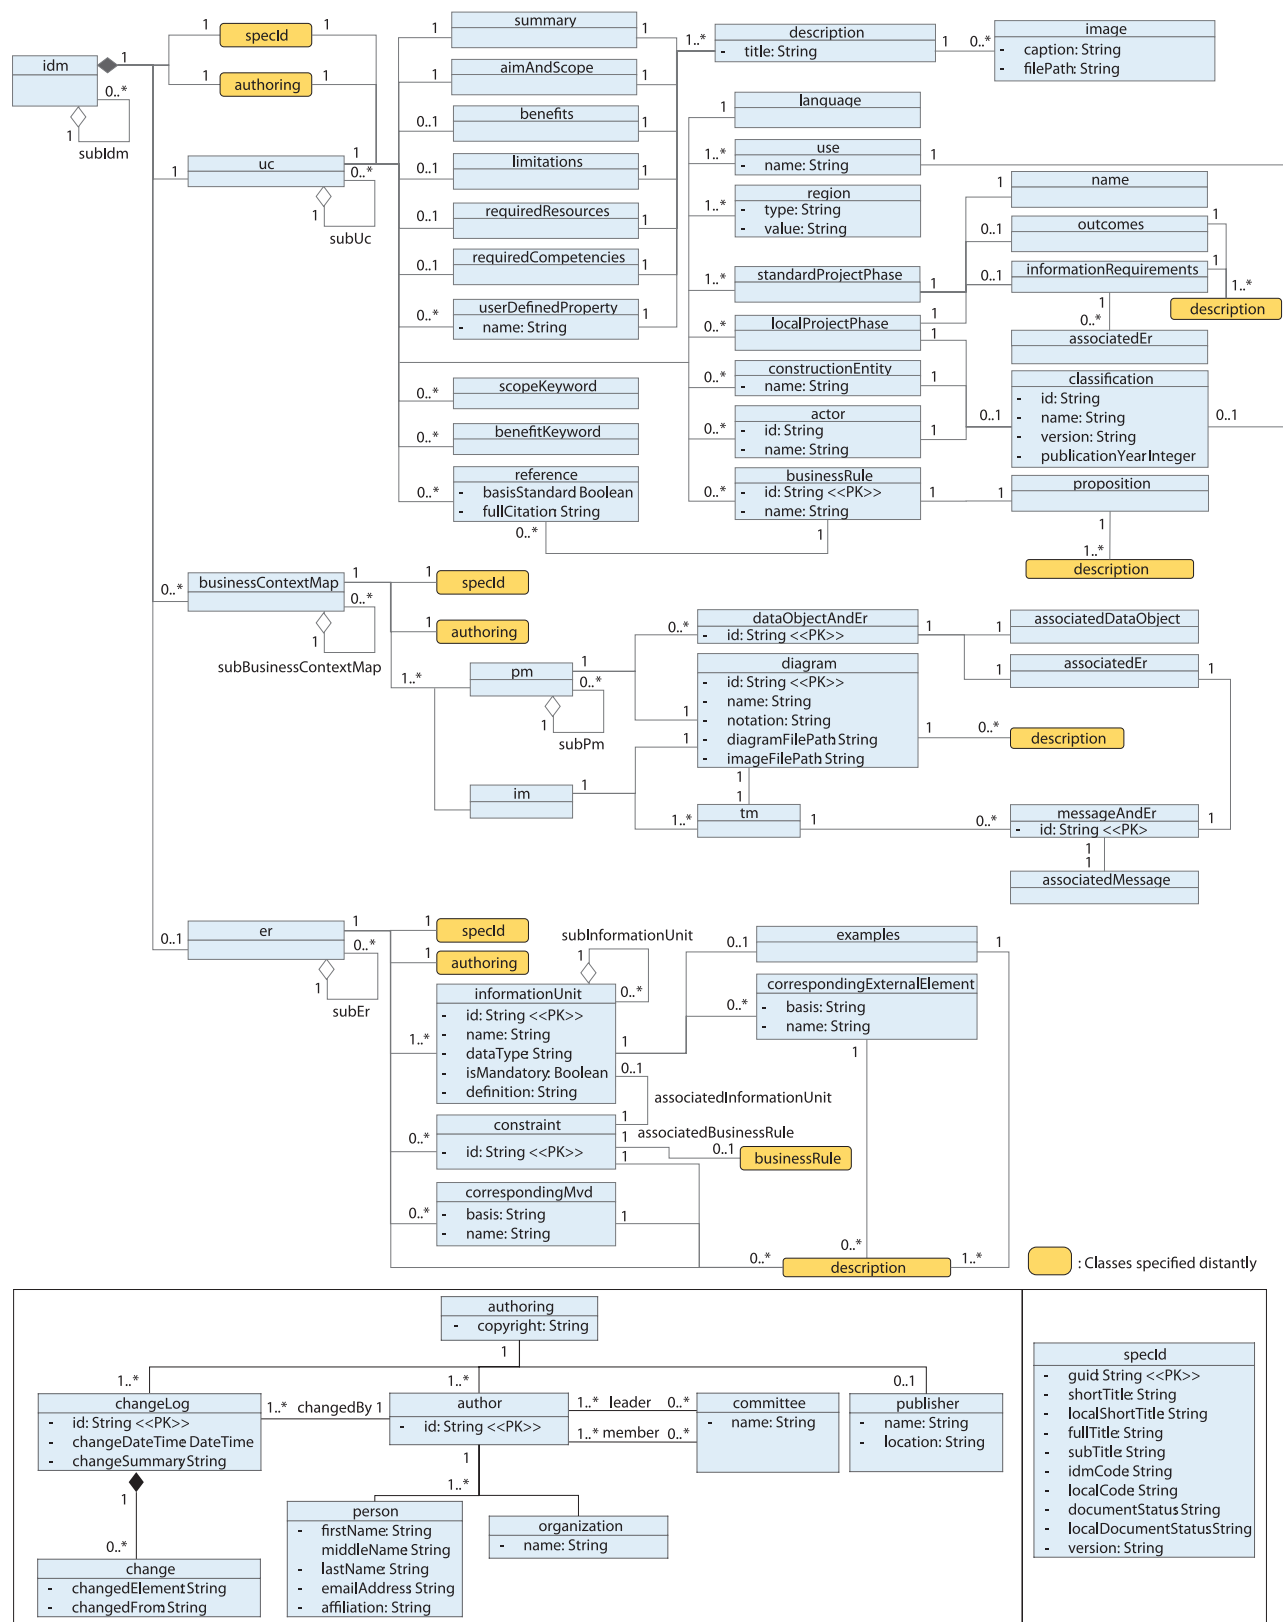 idm
1
0..*
1
subIdm
1
specId
1
1
authoring
1
1
uc
1
0..*
1
subUc
1
summary
1
1
aimAndScope
1
0..1
benefits
1
0..1
limitations
1
0..1
requiredResources
1
0..1
requiredCompetencies
1
0..*
userDefinedProperty
- name: String
1
0..*
scopeKeyword
0..*
benefitKeyword
0..*
reference
- basisStandard Boolean
- fullCitation: String
0..*
1
1..*
description
- title: String
1
0..*
image
- caption: String
- filePath: String
1
language
1..*
use
- name: String
1
1..*
region
- type: String
- value: String
1..*
standardProjectPhase
1
0..*
localProjectPhase
1
1
0..*
constructionEntity
- name: String
1
0..*
actor
- id: String
- name: String
1
0..*
businessRule
- id: String <<PK>>
- name: String
1
1
name
0..1
outcomes
1
0..1
informationRequirements
1
1..*
description
1
0..*
associatedEr
0..1
classification
- id: String
- name: String
- version: String
- publicationYear Integer
0..1
1
proposition
1
1..*
description
0..*
businessContextMap
1
0..*
1
subBusinessContextMap
1
specId
1
authoring
1..*
pm
1
0..*
1
subPm
im
1
0..*
dataObjectAndEr
- id: String <<PK>>
1
1
1
diagram
- id: String <<PK>>
- name: String
- notation: String
- diagramFilePath: String
- imageFilePath: String
1
0..*
description
1
1
1..*
tm
1
1
associatedDataObject
1
associatedEr
1
0..*
messageAndEr
- id: String <<PK>
1
1
1
associatedMessage
0..1
er
1
0..*
1
subEr
1
specId
1
authoring
subInformationUnit
1
0..*
1..*
informationUnit
- id: String <<PK>>
- name: String
- dataType: String
- isMandatory: Boolean
- definition: String
1
0..1
associatedInformationUnit
0..1
examples
1
0..*
correspondingExternalElement
- basis: String
- name: String
1
0..*
constraint
- id: String <<PK>>
1
1
1
associatedBusinessRule
0..1
businessRule
0..*
correspondingMvd
- basis: String
- name: String
1
0..*
0..*
1..*
description
: Classes specified distantly
authoring
- copyright: String
1
1..*
1..*
0..1
changeLog
- id: String <<PK>>
- changeDateTime: DateTime
- changeSummary: String
1..* changedBy 1
author
- id: String <<PK>>
1..* leader 0..*
1..* member 0..*
committee
- name: String
publisher
- name: String
- location: String
1
0..*
change
- changedElement: String
- changedFrom: String
1
1..*
person
- firstName: String
middleName String
- lastName: String
- emailAddress: String
- affiliation: String
organization
- name: String
specId
- guid: String <<PK>>
- shortTitle: String
- localShortTitle: String
- fullTitle: String
- subTitle: String
- idmCode: String
- localCode: String
- documentStatus: String
- localDocumentStatus String
- version: String